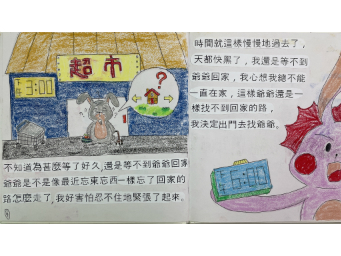 超市
3:00
?
不知道為甚麼等了好久,還是等不到爺爺回家
爺爺是不是像最近忘東忘西一樣忘了回家的
路怎麼走了,我好害怕忍不住地緊張了起來。
時間就這樣慢慢地過去了,
天都快黑了,我還是等不到
爺爺回家,我心想我總不能
一直在家,這樣爺爺還是一
樣找不到回家的路,
我決定出門去找爺爺。
5:00